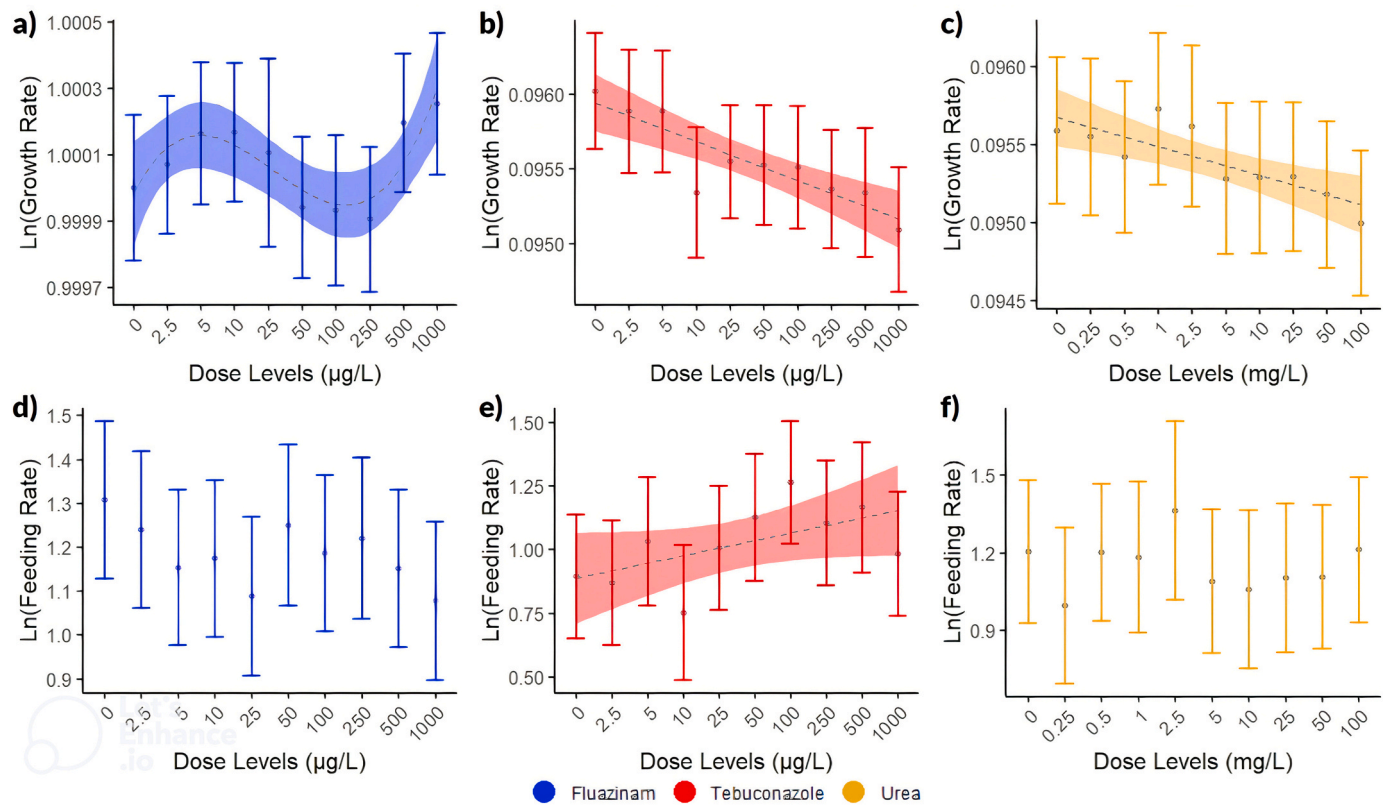 a)
1.0005
1.0003
1.0001
0.9999
0.9997
Ln(Growth Rate)
0 2.5 5 10 25 50 100 250 500 1000
Dose Levels (µg/L)
b)
0.0960
0.0955
0.0950
Ln(Growth Rate)
0 2.5 5 10 25 50 100 250 500 1000
Dose Levels (µg/L)
c)
0.0960
0.0955
0.0950
0.0945
Ln(Growth Rate)
0 0.25 0.5 1 2.5 5 10 25 50 100
Dose Levels (mg/L)
d)
1.5
1.4
1.3
1.2
1.1
1.0
0.9
Ln(Feeding Rate)
0 2.5 5 10 25 50 100 250 500 1000
Dose Levels (µg/L)
e)
1.50
1.25
1.00
0.75
0.50
Ln(Feeding Rate)
0 2.5 5 10 25 50 100 250 500 1000
Dose Levels (µg/L)
f)
1.5
1.2
0.9
Ln(Feeding Rate)
0 0.25 0.5 1 2.5 5 10 25 50 100
Dose Levels (mg/L)
Let's
Enhance
.io
Fluazinam Tebuconazole Urea